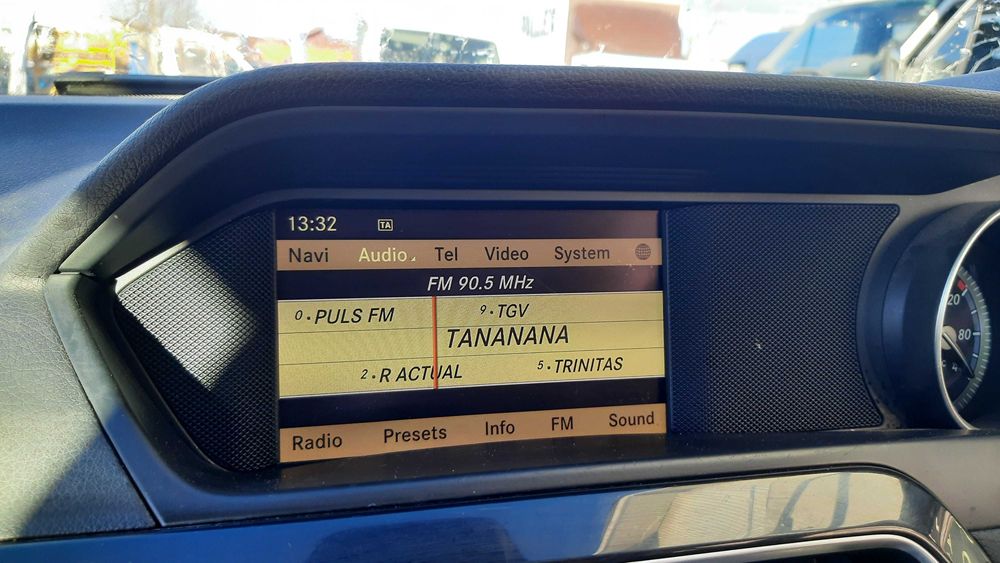 13:32 TA
Navi Audio Tel Video System
FM 90.5 MHz
0·PULS FM 9·TGV
TANANANA
2·R ACTUAL 5·TRINITAS
Radio Presets Info FM Sound
20
80